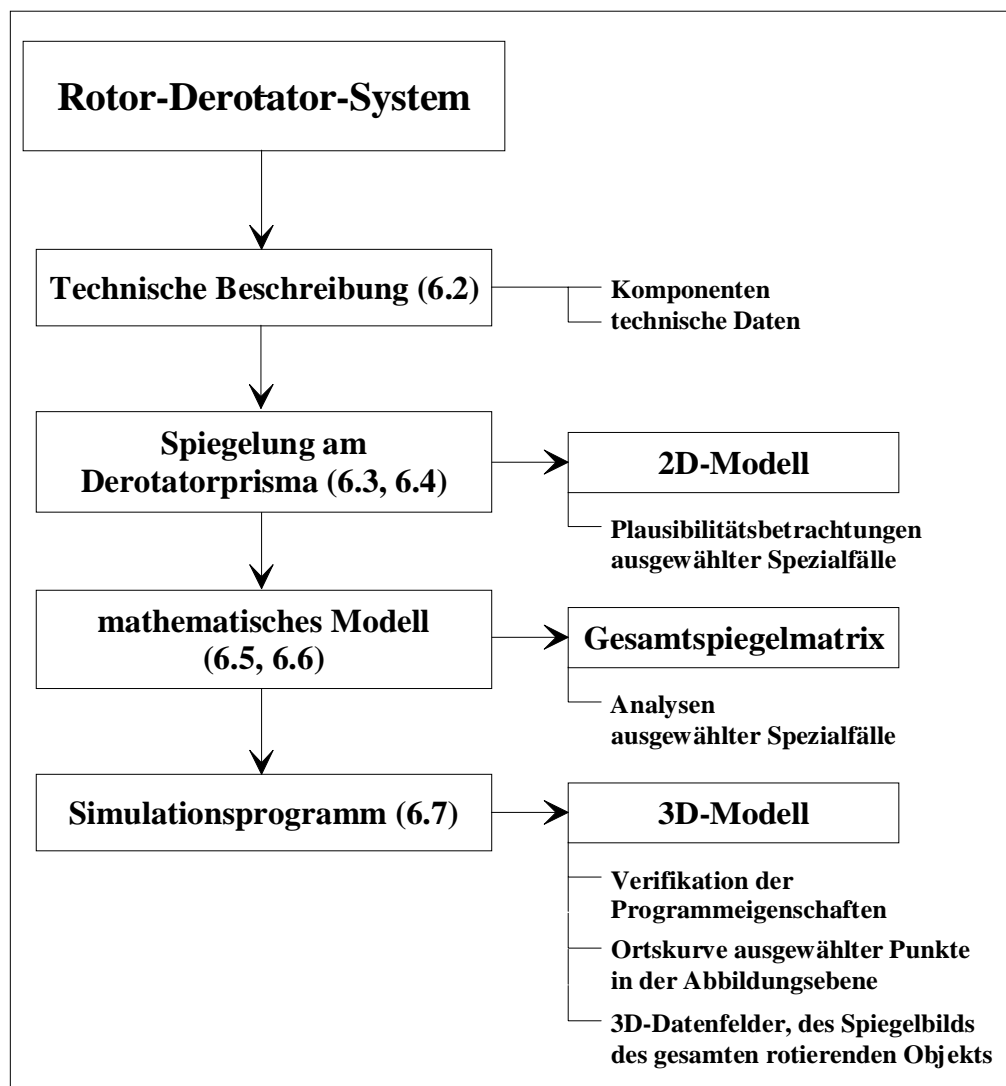 Rotor-Derotator-System
Technische Beschreibung (6.2)
Komponenten
technische Daten
Spiegelung am
Derotatorprisma (6.3, 6.4)
2D-Modell
Plausibilitätsbetrachtungen
ausgewählter Spezialfälle
mathematisches Modell
(6.5, 6.6)
Gesamtspiegelmatrix
Analysen
ausgewählter Spezialfälle
Simulationsprogramm (6.7)
3D-Modell
Verifikation der
Programmeigenschaften
Ortskurve ausgewählter Punkte
in der Abbildungsebene
3D-Datenfelder, des Spiegelbilds
des gesamten rotierenden Objekts